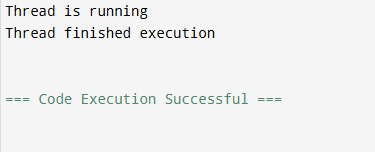 Thread is running
Thread finished execution
=== Code Execution Successful ===